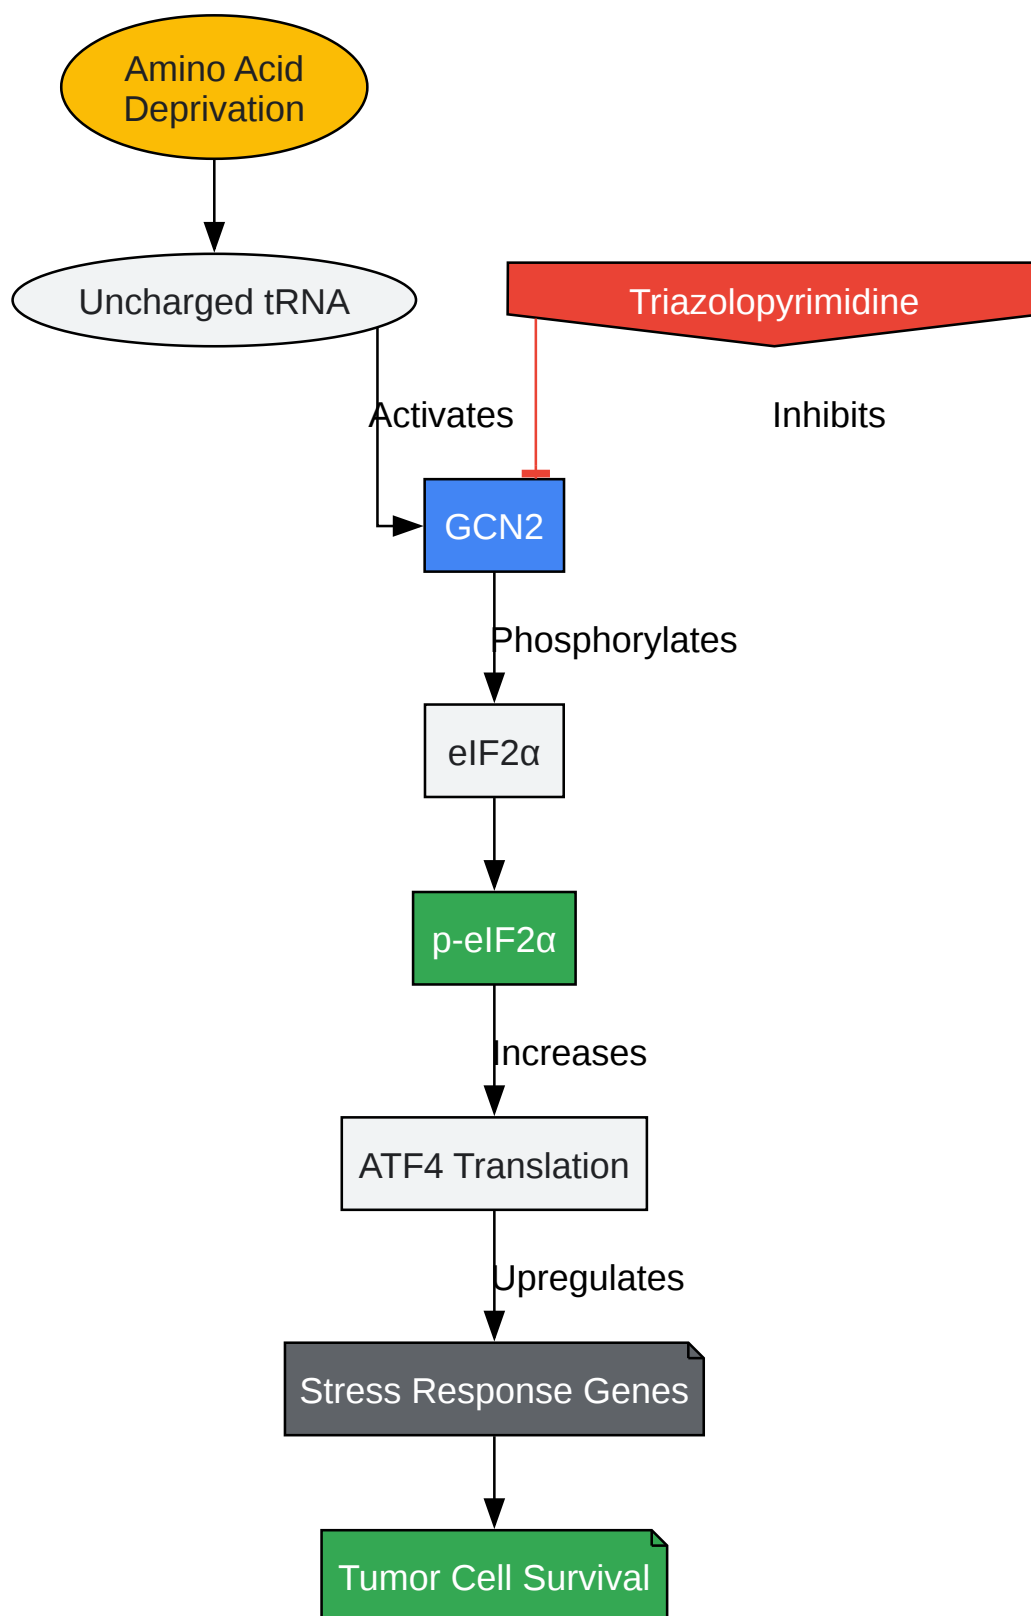 Amino Acid
Deprivation
Uncharged tRNA
Triazolopyrimidine
Activates
Inhibits
GCN2
Phosphorylates
eIF2α
p-eIF2α
Increases
ATF4 Translation
Upregulates
Stress Response Genes
Tumor Cell Survival